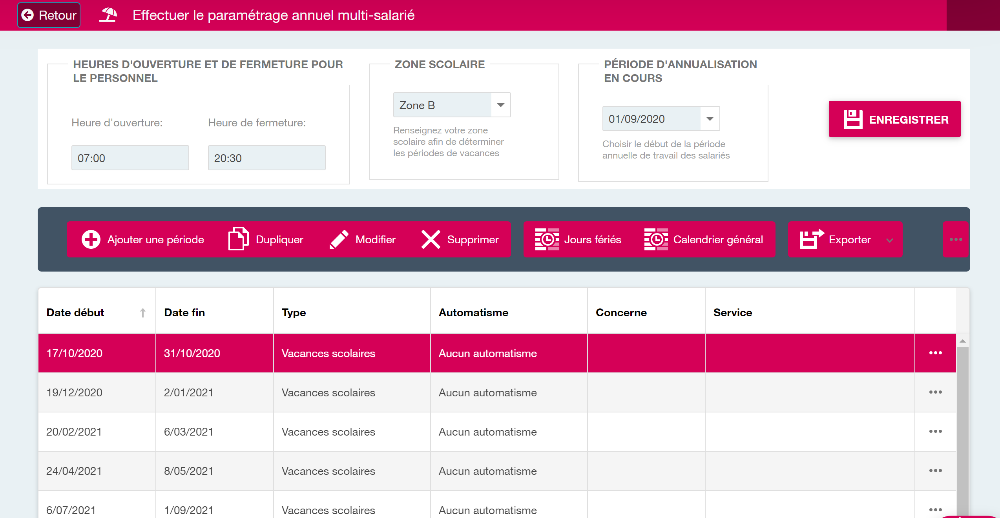 Retour
Effectuer le paramétrage annuel multi-salarié
HEURES D'OUVERTURE ET DE FERMETURE POUR
LE PERSONNEL
Heure d'ouverture:
Heure de fermeture:
07:00
20:30
ZONE SCOLAIRE
Zone B
Renseignez votre zone
scolaire afin de déterminer
les périodes de vacances
PÉRIODE D'ANNUALISATION
EN COURS
01/09/2020
Choisir le début de la période
annuelle de travail des salariés
ENREGISTRER
Ajouter une période
Dupliquer
Modifier
Supprimer
Jours fériés
Calendrier général
Exporter
Date début
Date fin
Type
Automatisme
Concerne
Service
17/10/2020 31/10/2020 Vacances scolaires Aucun automatisme
19/12/2020 2/01/2021 Vacances scolaires Aucun automatisme
20/02/2021 6/03/2021 Vacances scolaires Aucun automatisme
24/04/2021 8/05/2021 Vacances scolaires Aucun automatisme
6/07/2021 1/09/2021 Vacances scolaires Aucun automatisme